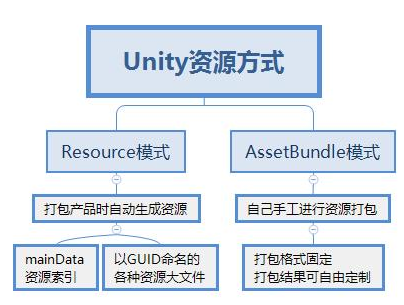 Unity资源方式
Resource模式
AssetBundle模式
打包产品时自动生成资源
自己手工进行资源打包
mainData
资源索引
以GUID命名的
各种资源大文件
打包格式固定
打包结果可自由定制